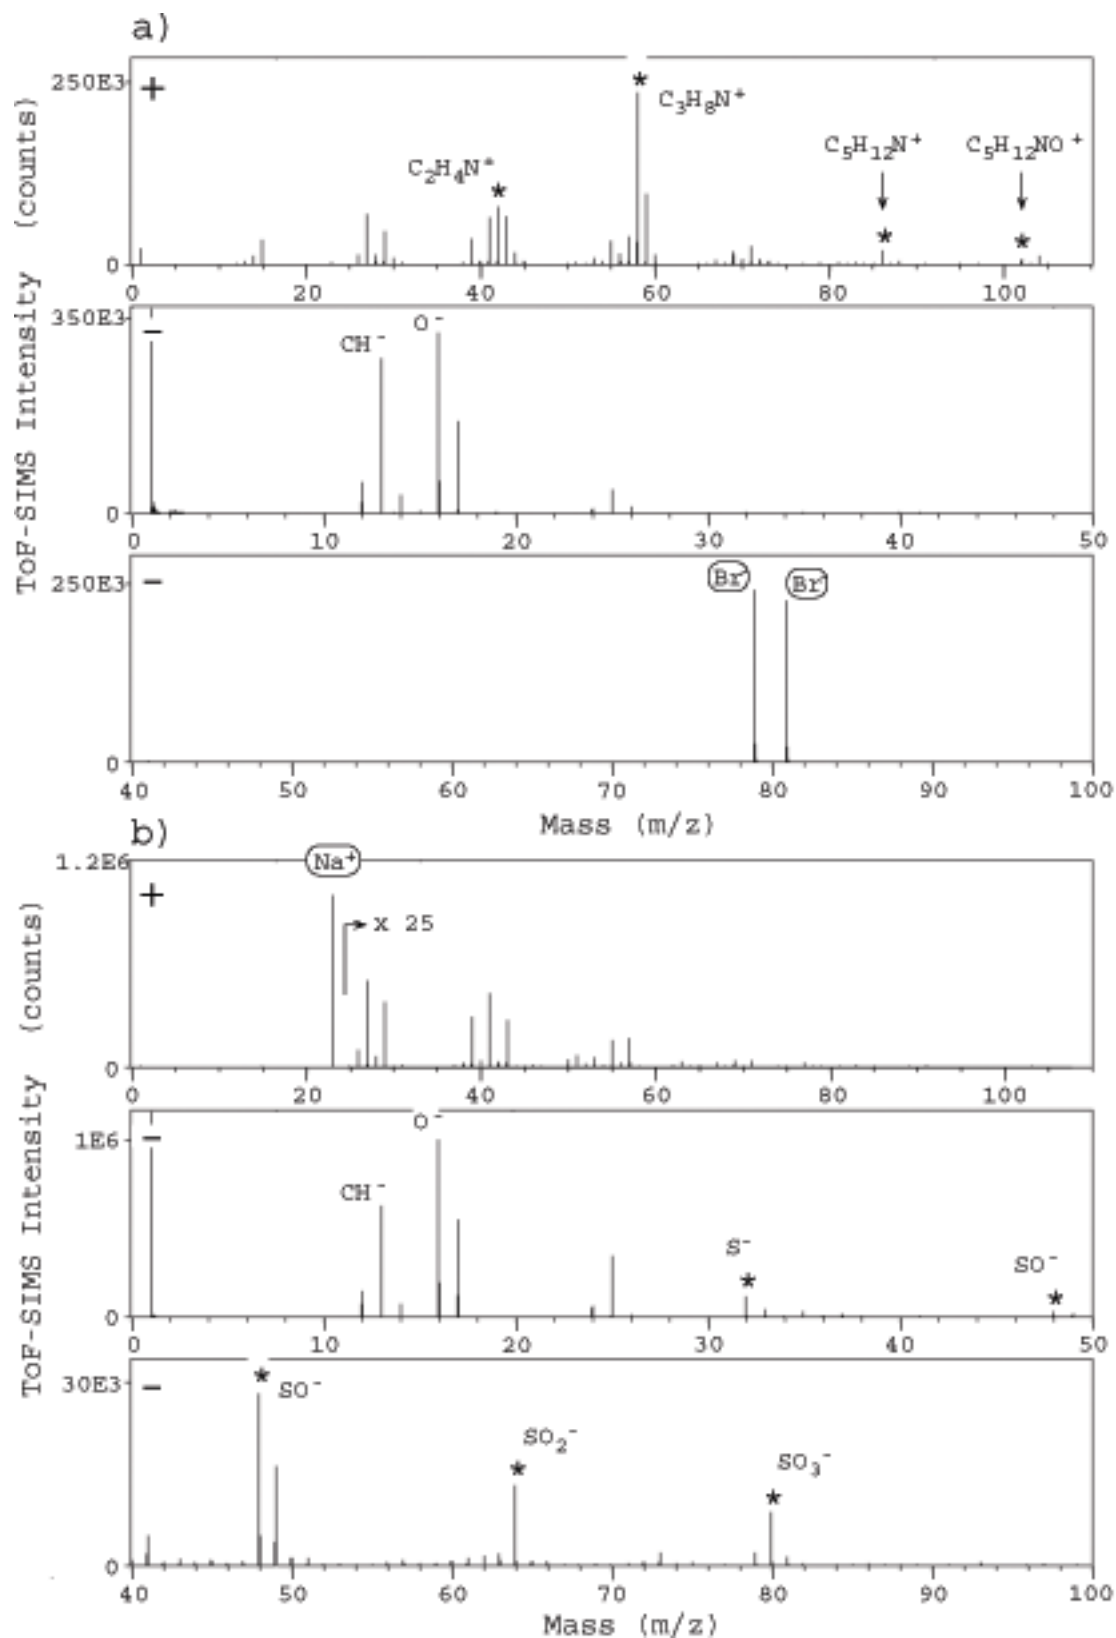 a)
ToF-SIMS Intensity (counts)
250E3
+
*
C₃H₈N⁺
C₂H₄N⁺
*
C₅H₁₂N⁺
*
C₅H₁₂NO⁺
*
0
0 20 40 60 80 100
350E3
−
CH⁻
O⁻
0
0 10 20 30 40 50
250E3
−
Br⁻
Br⁻
0
40 50 60 70 80 90 100
Mass (m/z)
b)
ToF-SIMS Intensity (counts)
1.2E6
+
Na⁺
X 25
0
0 20 40 60 80 100
1E6
−
CH⁻
O⁻
S⁻
*
SO⁻
*
0
0 10 20 30 40 50
30E3
−
*
SO⁻
SO₂⁻
*
SO₃⁻
*
0
40 50 60 70 80 90 100
Mass (m/z)